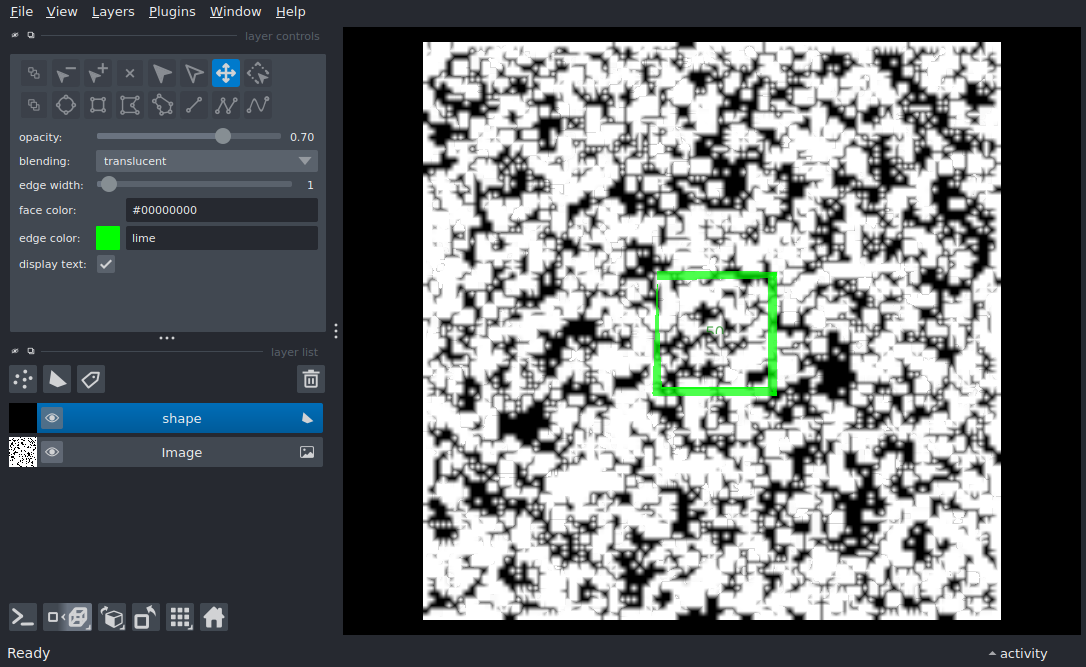 File View Layers Plugins Window Help
layer controls
opacity: 0.70
blending: translucent
edge width: 1
face color: #00000000
edge color: lime
display text:
layer list
shape
Image
50
Ready
activity